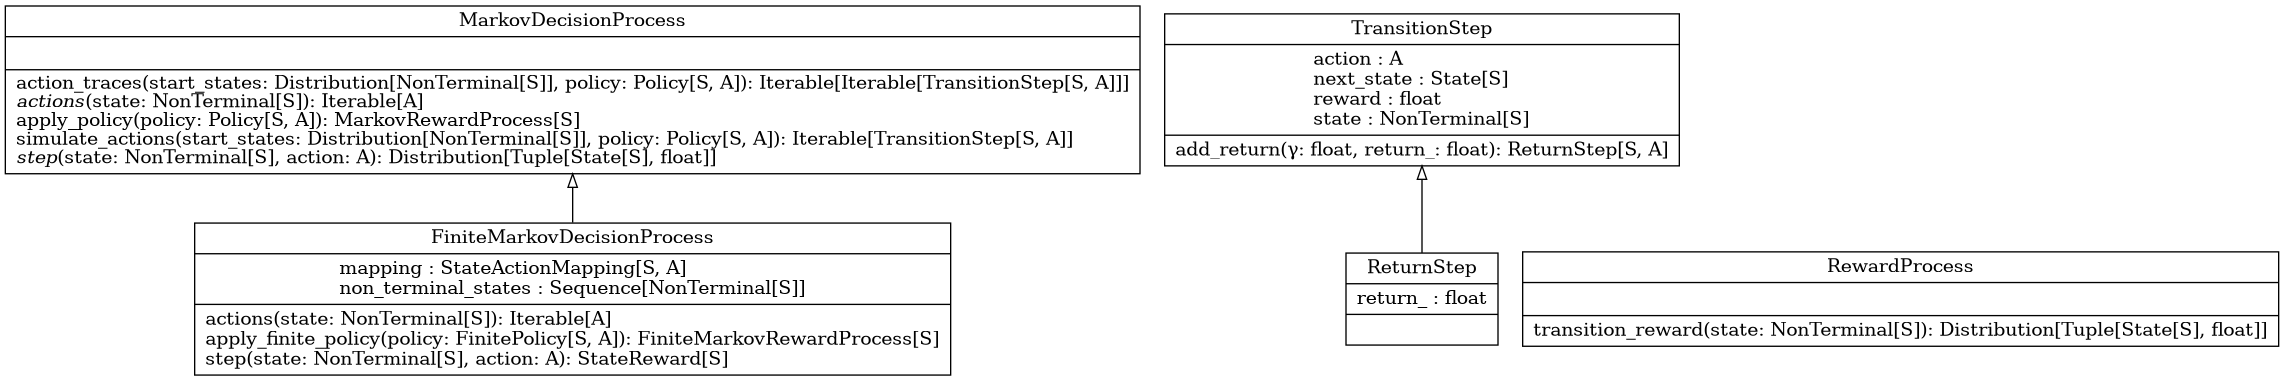 MarkovDecisionProcess
action_traces(start_states: Distribution[NonTerminal[S]], policy: Policy[S, A]): Iterable[Iterable[TransitionStep[S, A]]]
actions(state: NonTerminal[S]): Iterable[A]
apply_policy(policy: Policy[S, A]): MarkovRewardProcess[S]
simulate_actions(start_states: Distribution[NonTerminal[S]], policy: Policy[S, A]): Iterable[TransitionStep[S, A]]
step(state: NonTerminal[S], action: A): Distribution[Tuple[State[S], float]]
TransitionStep
action : A
next_state : State[S]
reward : float
state : NonTerminal[S]
add_return(γ: float, return_: float): ReturnStep[S, A]
FiniteMarkovDecisionProcess
mapping : StateActionMapping[S, A]
non_terminal_states : Sequence[NonTerminal[S]]
actions(state: NonTerminal[S]): Iterable[A]
apply_finite_policy(policy: FinitePolicy[S, A]): FiniteMarkovRewardProcess[S]
step(state: NonTerminal[S], action: A): StateReward[S]
ReturnStep
return_ : float
RewardProcess
transition_reward(state: NonTerminal[S]): Distribution[Tuple[State[S], float]]